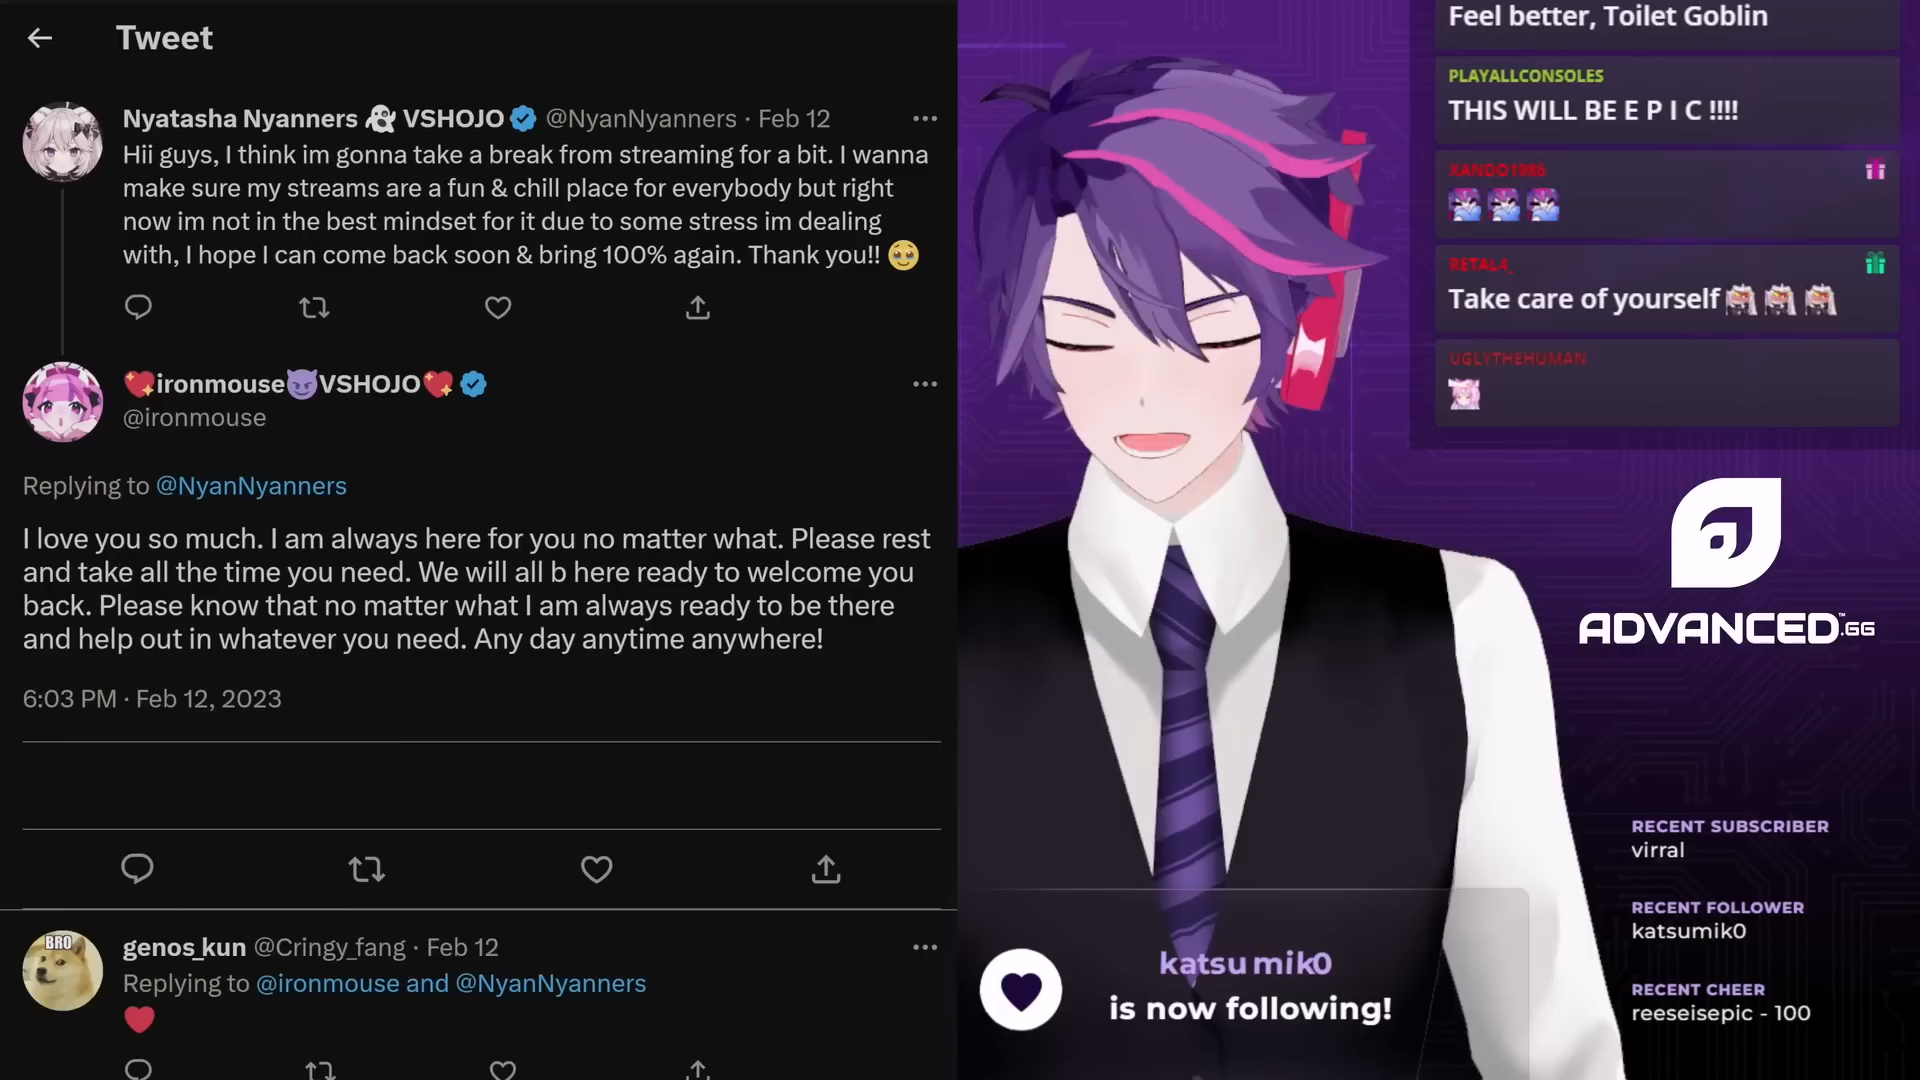 Tweet
Nyatasha Nyanners 👻 VSHOJO @NyanNyanners · Feb 12
Hii guys, I think im gonna take a break from streaming for a bit. I wanna
make sure my streams are a fun & chill place for everybody but right
now im not in the best mindset for it due to some stress im dealing
with, I hope I can come back soon & bring 100% again. Thank you!! 🥹
💖ironmouse😈VSHOJO💖
@ironmouse
Replying to @NyanNyanners
I love you so much. I am always here for you no matter what. Please rest
and take all the time you need. We will all b here ready to welcome you
back. Please know that no matter what I am always ready to be there
and help out in whatever you need. Any day anytime anywhere!
6:03 PM · Feb 12, 2023
BRO
genos_kun @Cringy_fang · Feb 12
Replying to @ironmouse and @NyanNyanners
❤️
Feel better, Toilet Goblin
PLAYALLCONSOLES
THIS WILL BE E P I C !!!!
XANDO1986
RETAL4_
Take care of yourself
UGLYTHEHUMAN
ADVANCED™.GG
RECENT SUBSCRIBER
virral
RECENT FOLLOWER
katsumik0
RECENT CHEER
reeseisepic - 100
katsumik0
is now following!